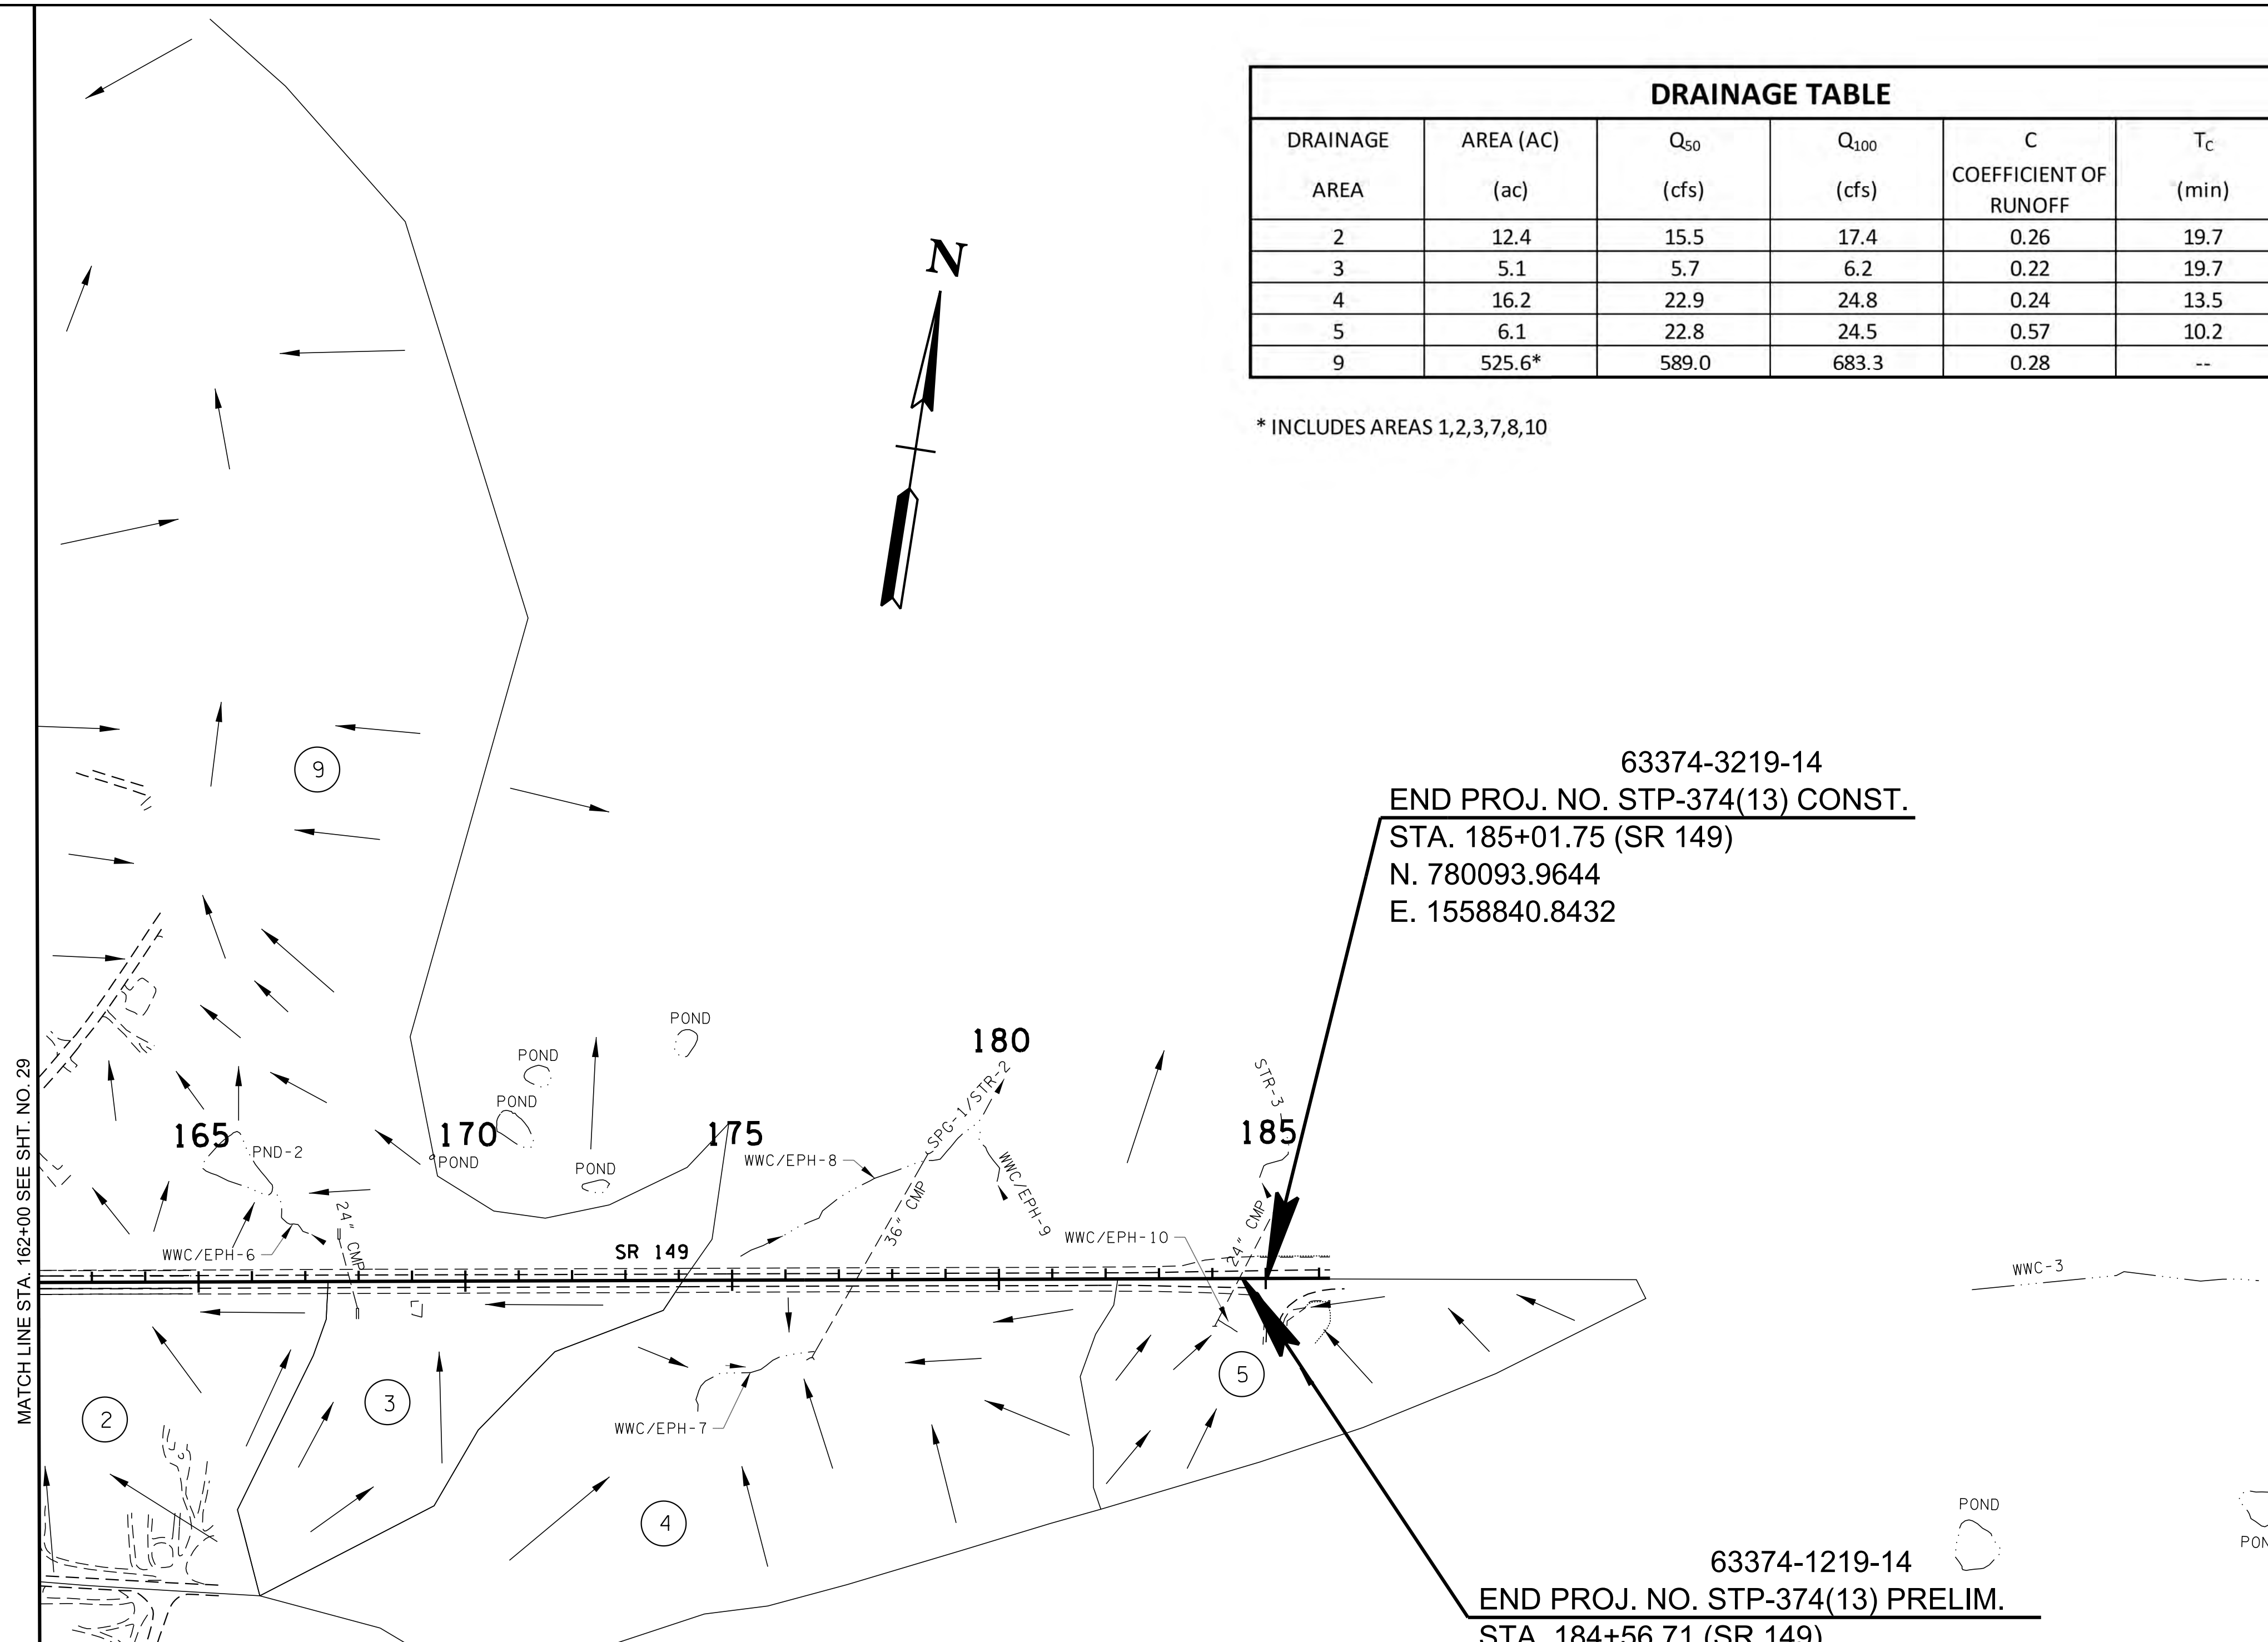 DRAINAGE TABLE
DRAINAGE AREA (AC) Q50 Q100 C TC
AREA (ac) (cfs) (cfs) COEFFICIENT OF RUNOFF (min)
2 12.4 15.5 17.4 0.26 19.7
3 5.1 5.7 6.2 0.22 19.7
4 16.2 22.9 24.8 0.24 13.5
5 6.1 22.8 24.5 0.57 10.2
9 525.6* 589.0 683.3 0.28 --
* INCLUDES AREAS 1,2,3,7,8,10
N
9
63374-3219-14
END PROJ. NO. STP-374(13) CONST.
STA. 185+01.75 (SR 149)
N. 780093.9644
E. 1558840.8432
MATCH LINE STA. 162+00 SEE SHT. NO. 29
POND
POND
POND
POND
POND
165
170
175
180
185
PND-2
WWC/EPH-6
24" CMP
SR 149
WWC/EPH-8
SPG-1/STR-2
36" CMP
WWC/EPH-9
WWC/EPH-10
24" CMP
STR-3
WWC-3
2
3
WWC/EPH-7
4
5
POND
63374-1219-14
END PROJ. NO. STP-374(13) PRELIM.
STA. 184+56.71 (SR 149)